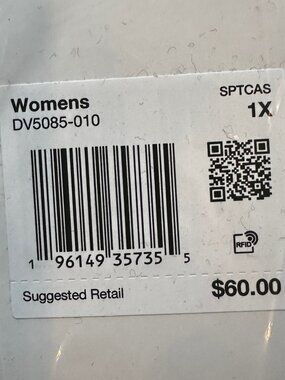 Womens SPTCAS
DV5085-010 1X
RFID
1 96149 35735 5
Suggested Retail $60.00